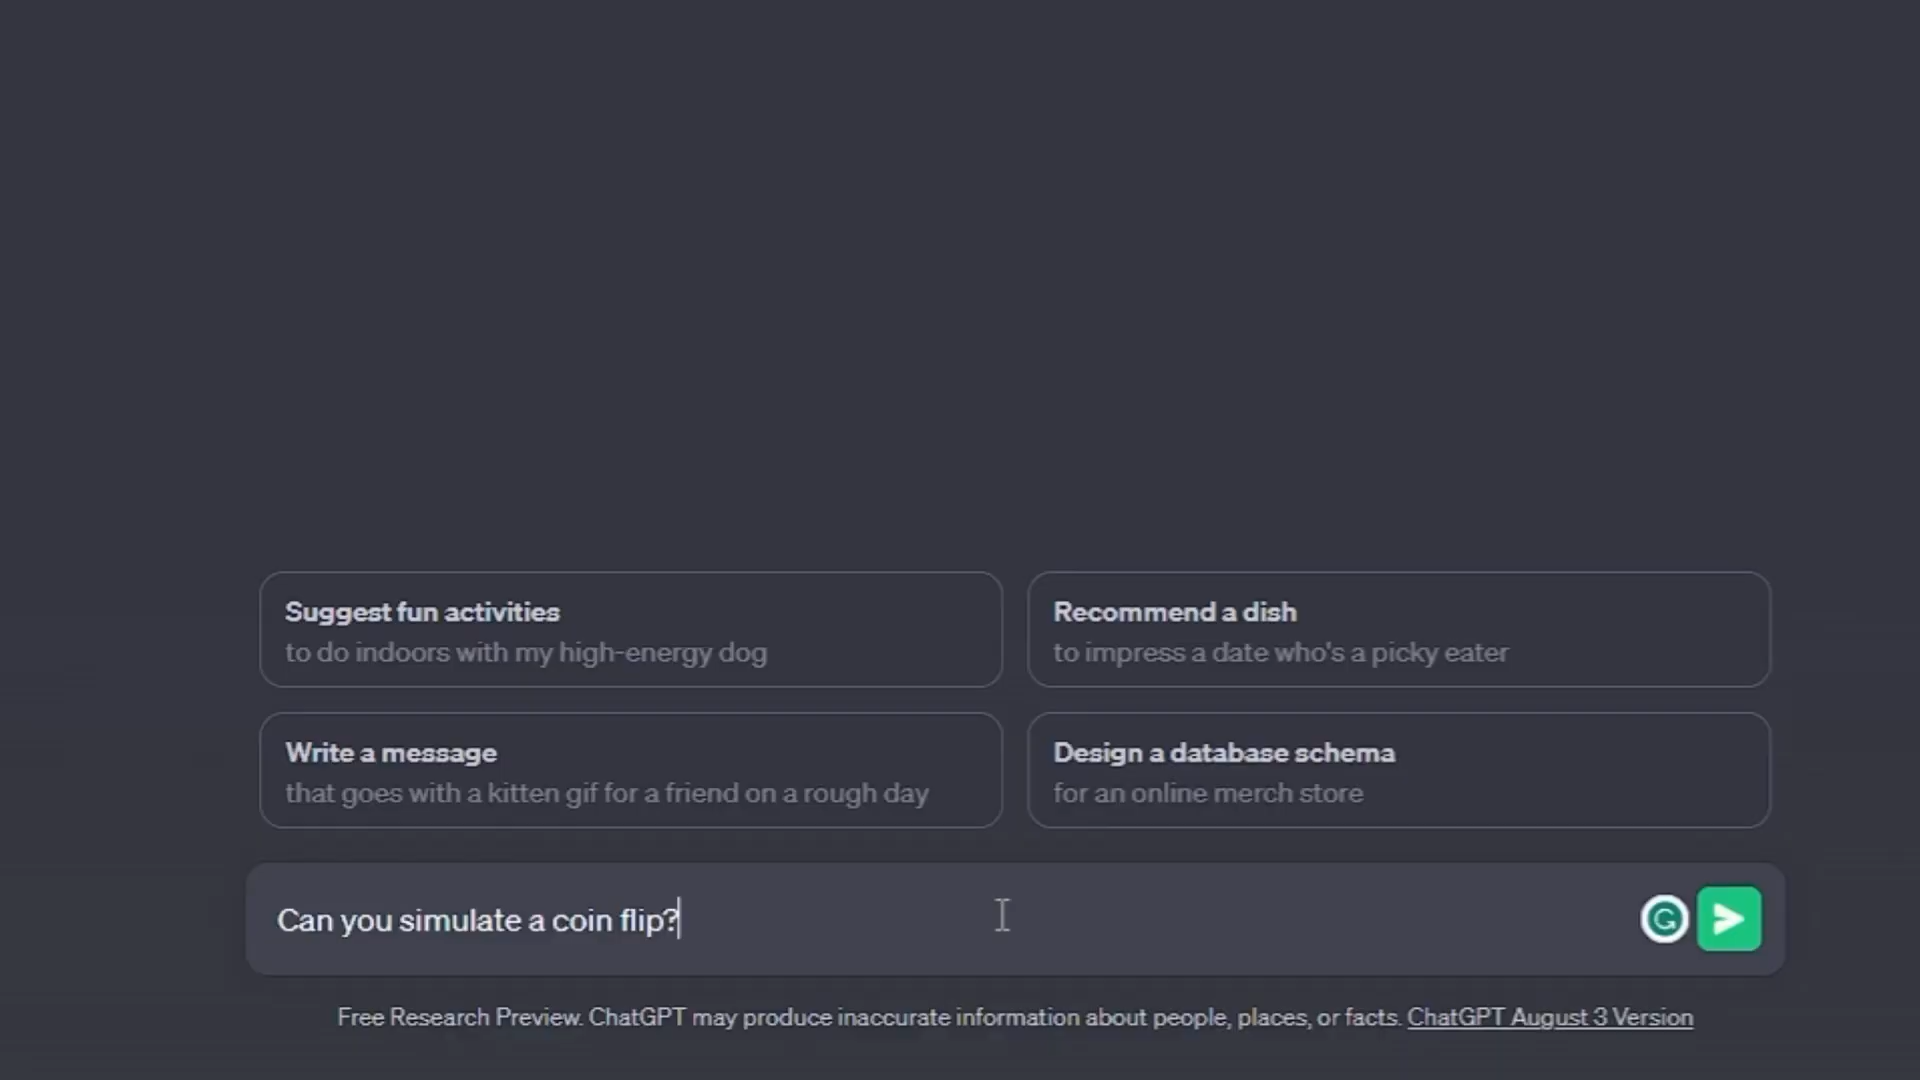 Suggest fun activities
to do indoors with my high-energy dog
Recommend a dish
to impress a date who's a picky eater
Write a message
that goes with a kitten gif for a friend on a rough day
Design a database schema
for an online merch store
Can you simulate a coin flip?
Free Research Preview. ChatGPT may produce inaccurate information about people, places, or facts. ChatGPT August 3 Version